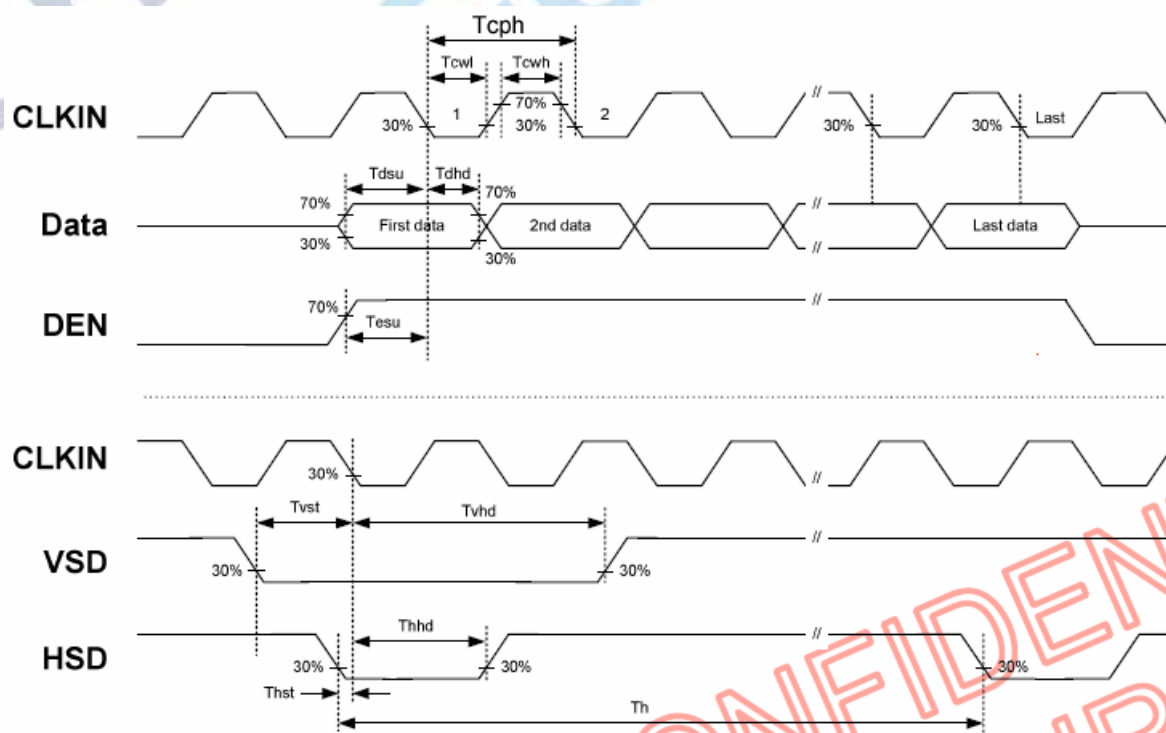 Tcph
Tcwl Tcwh
CLKIN 30% 1 70% 30% 2 // 30% 30% Last
Tdsu Tdhd
70% 70%
Data First data 2nd data // // Last data
30% 30%
70% //
DEN Tesu
CLKIN 30% //
Tvst Tvhd
VSD 30% 30% //
Thhd
HSD 30% 30% // 30%
Thst
Th